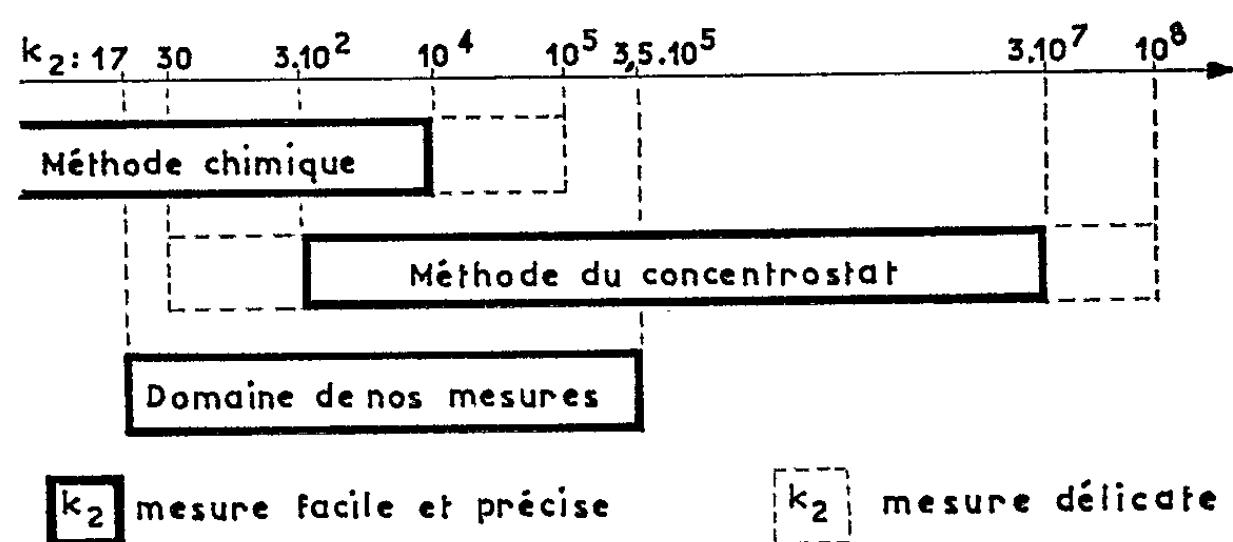 k₂: 17 30 3.10² 10⁴ 10⁵ 3,5.10⁵ 3.10⁷ 10⁸
Méthode chimique
Méthode du concentrostat
Domaine de nos mesures
k₂ mesure facile et précise
k₂ mesure délicate